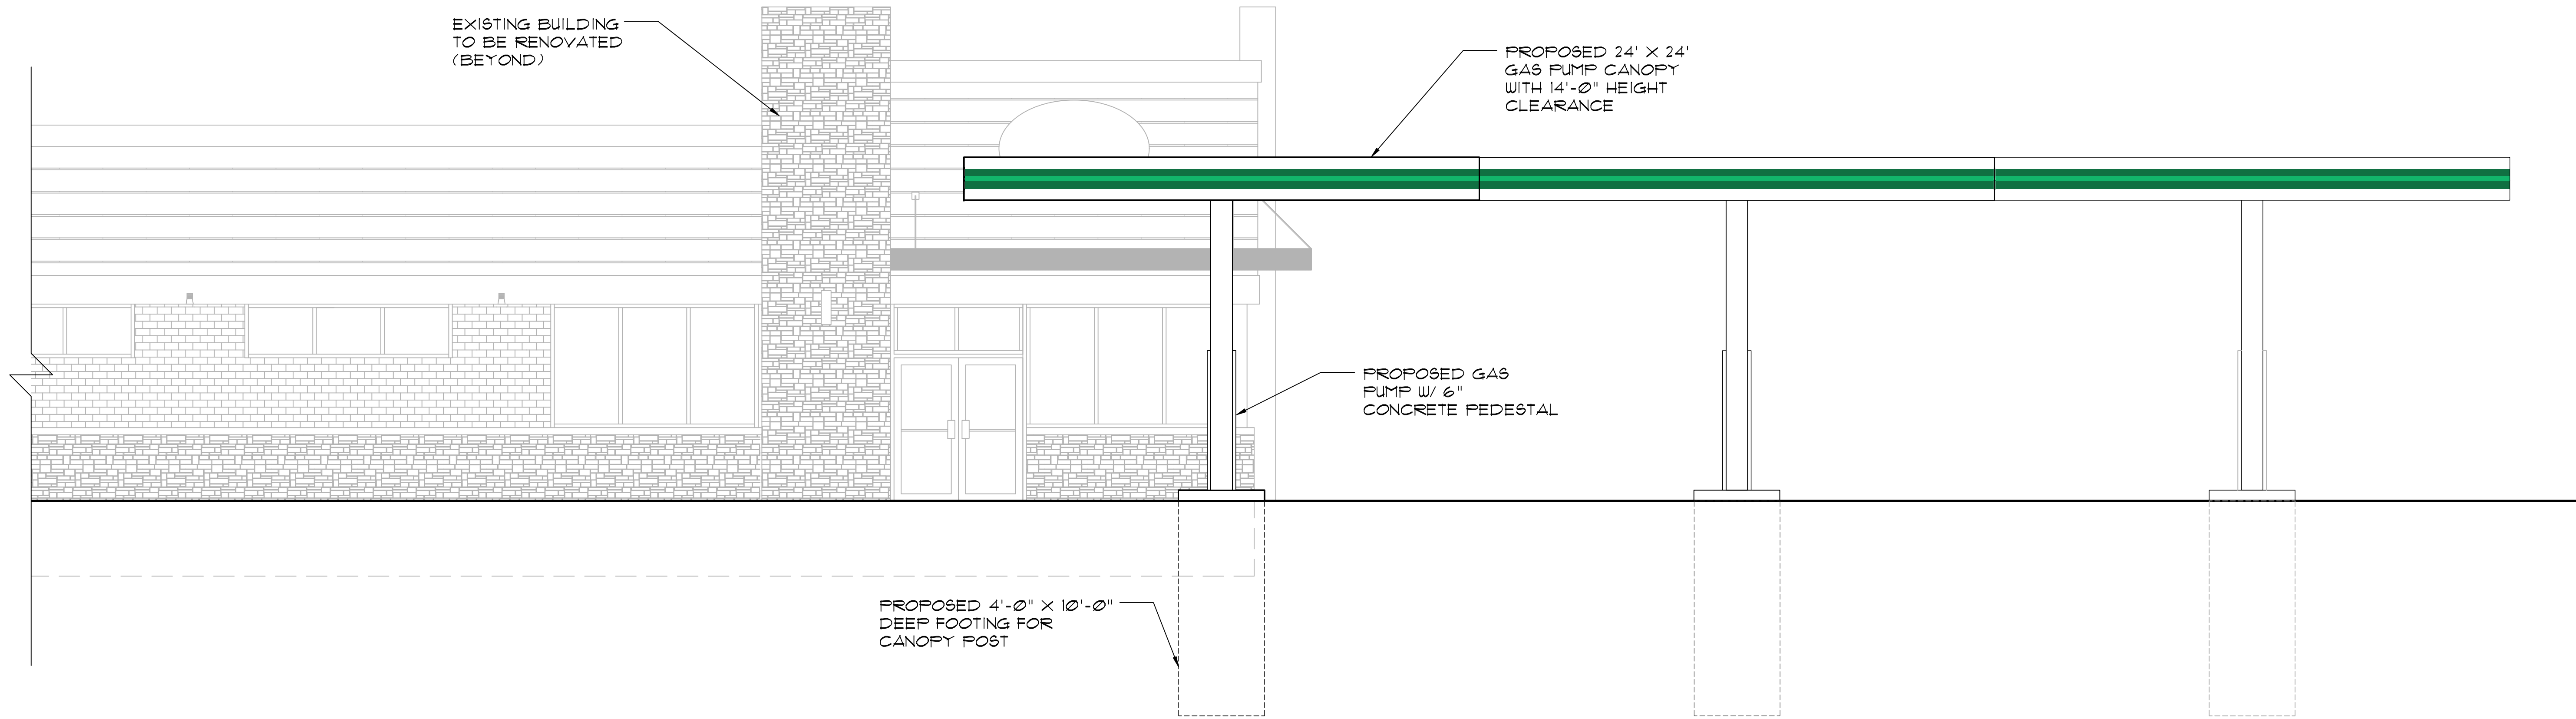 EXISTING BUILDING
TO BE RENOVATED
(BEYOND)
PROPOSED 24' X 24'
GAS PUMP CANOPY
WITH 14'-0" HEIGHT
CLEARANCE
PROPOSED GAS
PUMP W/ 6"
CONCRETE PEDESTAL
PROPOSED 4'-0" X 10'-0"
DEEP FOOTING FOR
CANOPY POST